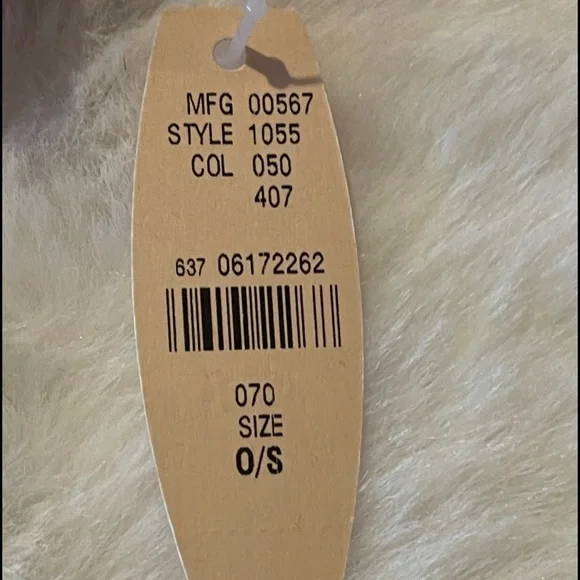 MFG 00567
STYLE 1055
COL 050
407
637 06172262
070
SIZE
O/S